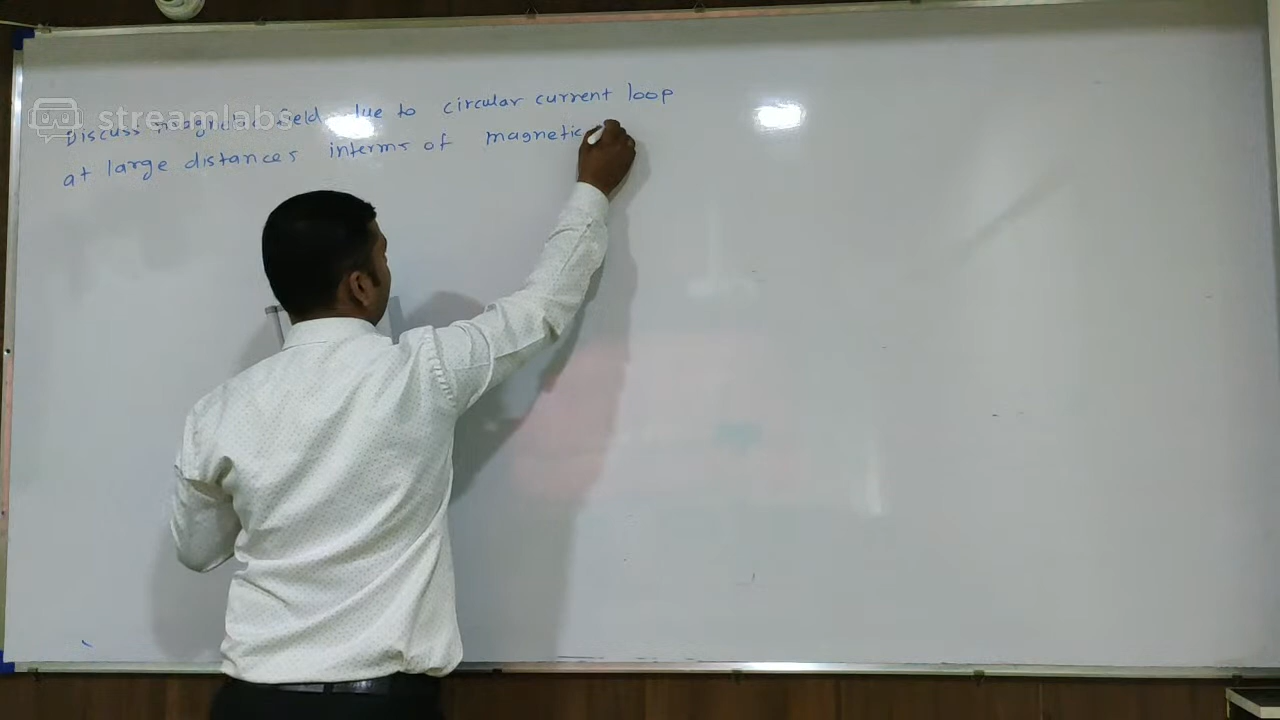 streamlabs
Discuss magnetic field due to circular current loop
at large distances interms of magnetic